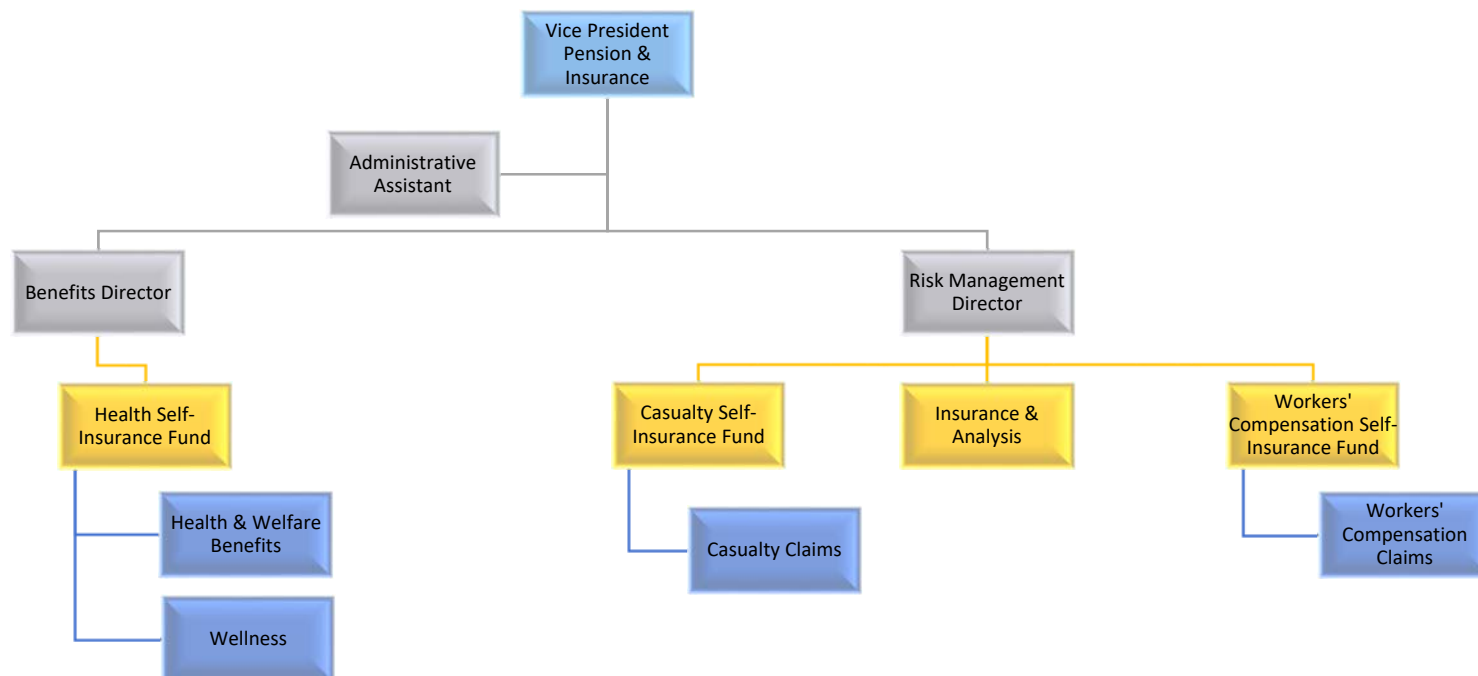 Vice President
Pension &
Insurance
Administrative
Assistant
Benefits Director
Risk Management
Director
Health Self-
Insurance Fund
Casualty Self-
Insurance Fund
Insurance &
Analysis
Workers'
Compensation Self-
Insurance Fund
Health & Welfare
Benefits
Casualty Claims
Workers'
Compensation
Claims
Wellness